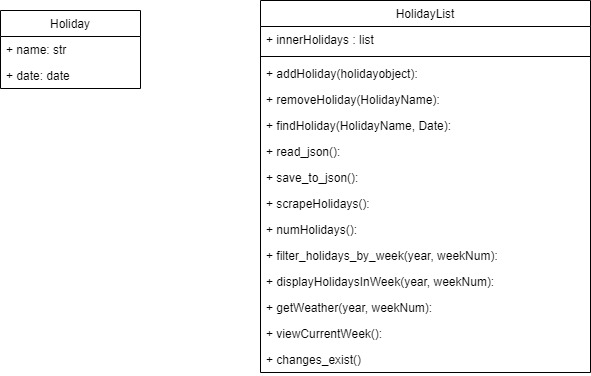 Holiday
+ name: str
+ date: date
HolidayList
+ innerHolidays : list
+ addHoliday(holidayobject):
+ removeHoliday(HolidayName):
+ findHoliday(HolidayName, Date):
+ read_json():
+ save_to_json():
+ scrapeHolidays():
+ numHolidays():
+ filter_holidays_by_week(year, weekNum):
+ displayHolidaysInWeek(year, weekNum):
+ getWeather(year, weekNum):
+ viewCurrentWeek():
+ changes_exist()